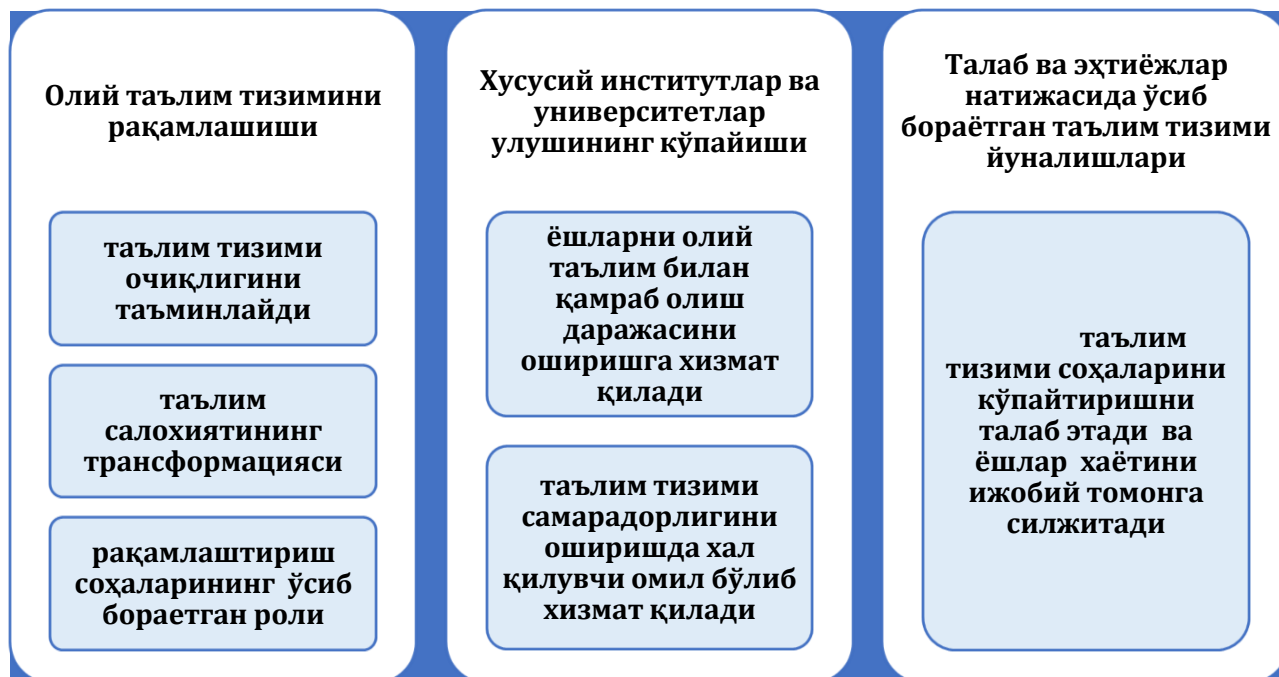 Олий таълим тизимини
рақамлашиши
таълим тизими
очиқлигини
таъминлайди
таълим
салохиятининг
трансформацияси
рақамлаштириш
соҳаларининг ўсиб
бораетган роли
Хусусий институтлар ва
университетлар
улушининг кўпайиши
ёшларни олий
таълим билан
қамраб олиш
даражасини
оширишга хизмат
қилади
таълим тизими
самарадорлигини
оширишда хал
қилувчи омил бўлиб
хизмат қилади
Талаб ва эҳтиёжлар
натижасида ўсиб
бораётган таълим тизими
йуналишлари
таълим
тизими соҳаларини
кўпайтиришни
талаб этади ва
ёшлар хаётини
ижобий томонга
силжитади